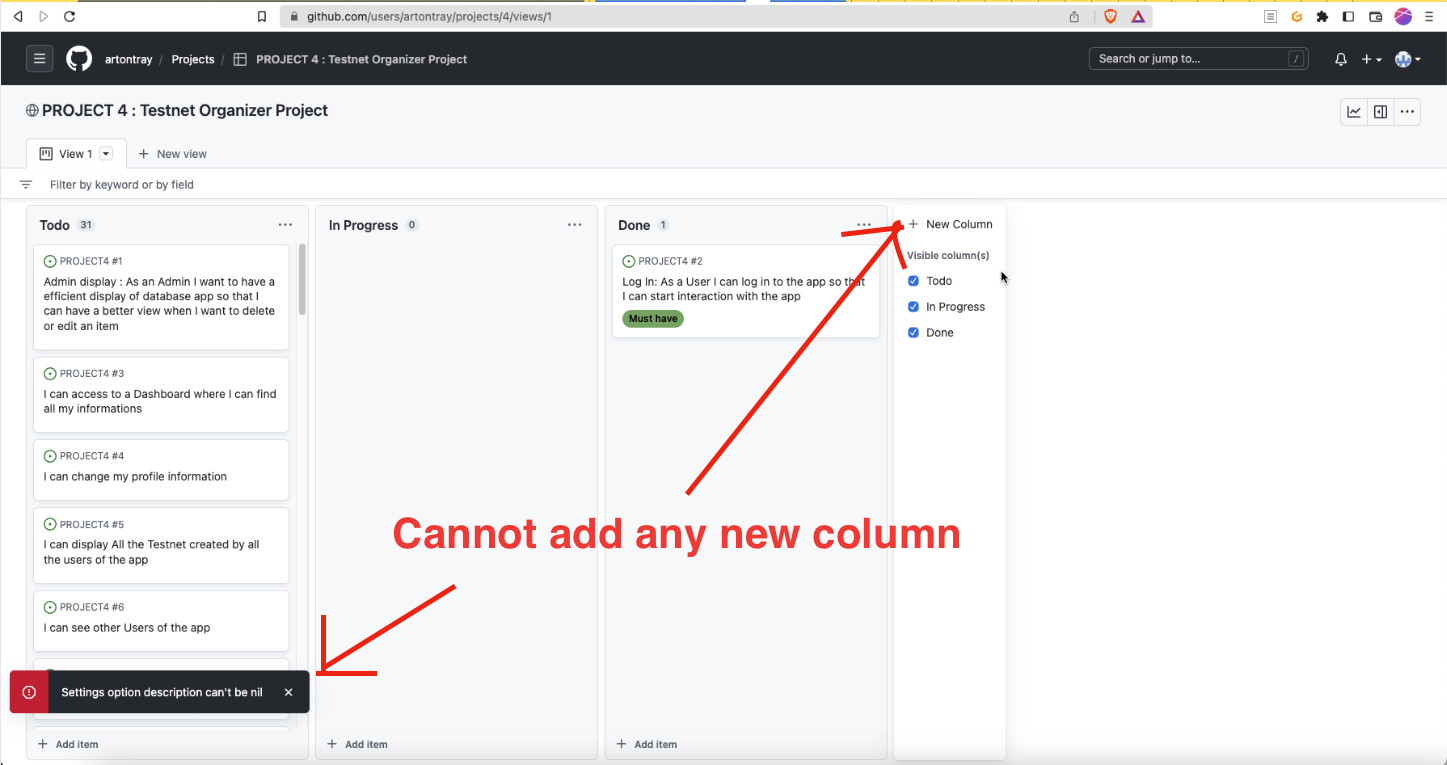 github.com/users/artontray/projects/4/views/1
artontray / Projects / PROJECT 4 : Testnet Organizer Project
Search or jump to... /
PROJECT 4 : Testnet Organizer Project
View 1
New view
Filter by keyword or by field
Todo 31
PROJECT4 #1
Admin display : As an Admin I want to have a
efficient display of database app so that I
can have a better view when I want to delete
or edit an item
PROJECT4 #3
I can access to a Dashboard where I can find
all my informations
PROJECT4 #4
I can change my profile information
PROJECT4 #5
I can display All the Testnet created by all
the users of the app
PROJECT4 #6
I can see other Users of the app
Settings option description can't be nil
Add item
In Progress 0
Add item
Done 1
PROJECT4 #2
Log In: As a User I can log in to the app so that
I can start interaction with the app
Must have
Add item
New Column
Visible column(s)
Todo
In Progress
Done
Cannot add any new column